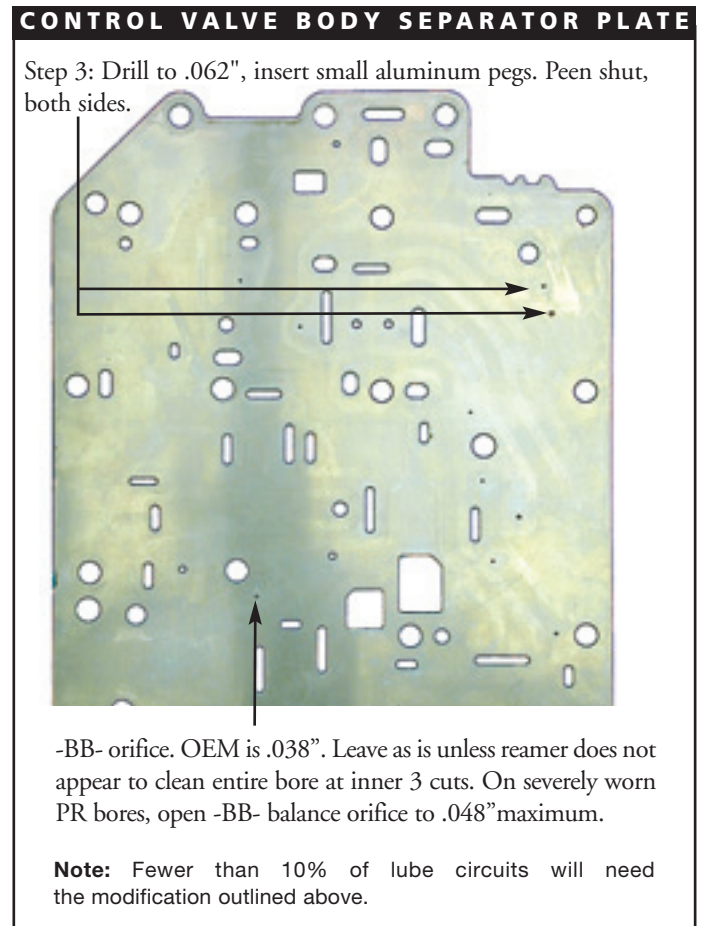 CONTROL VALVE BODY SEPARATOR PLATE
Step 3: Drill to .062", insert small aluminum pegs. Peen shut,
both sides.
-BB- orifice. OEM is .038”. Leave as is unless reamer does not
appear to clean entire bore at inner 3 cuts. On severely worn
PR bores, open -BB- balance orifice to .048”maximum.
Note: Fewer than 10% of lube circuits will need
the modification outlined above.